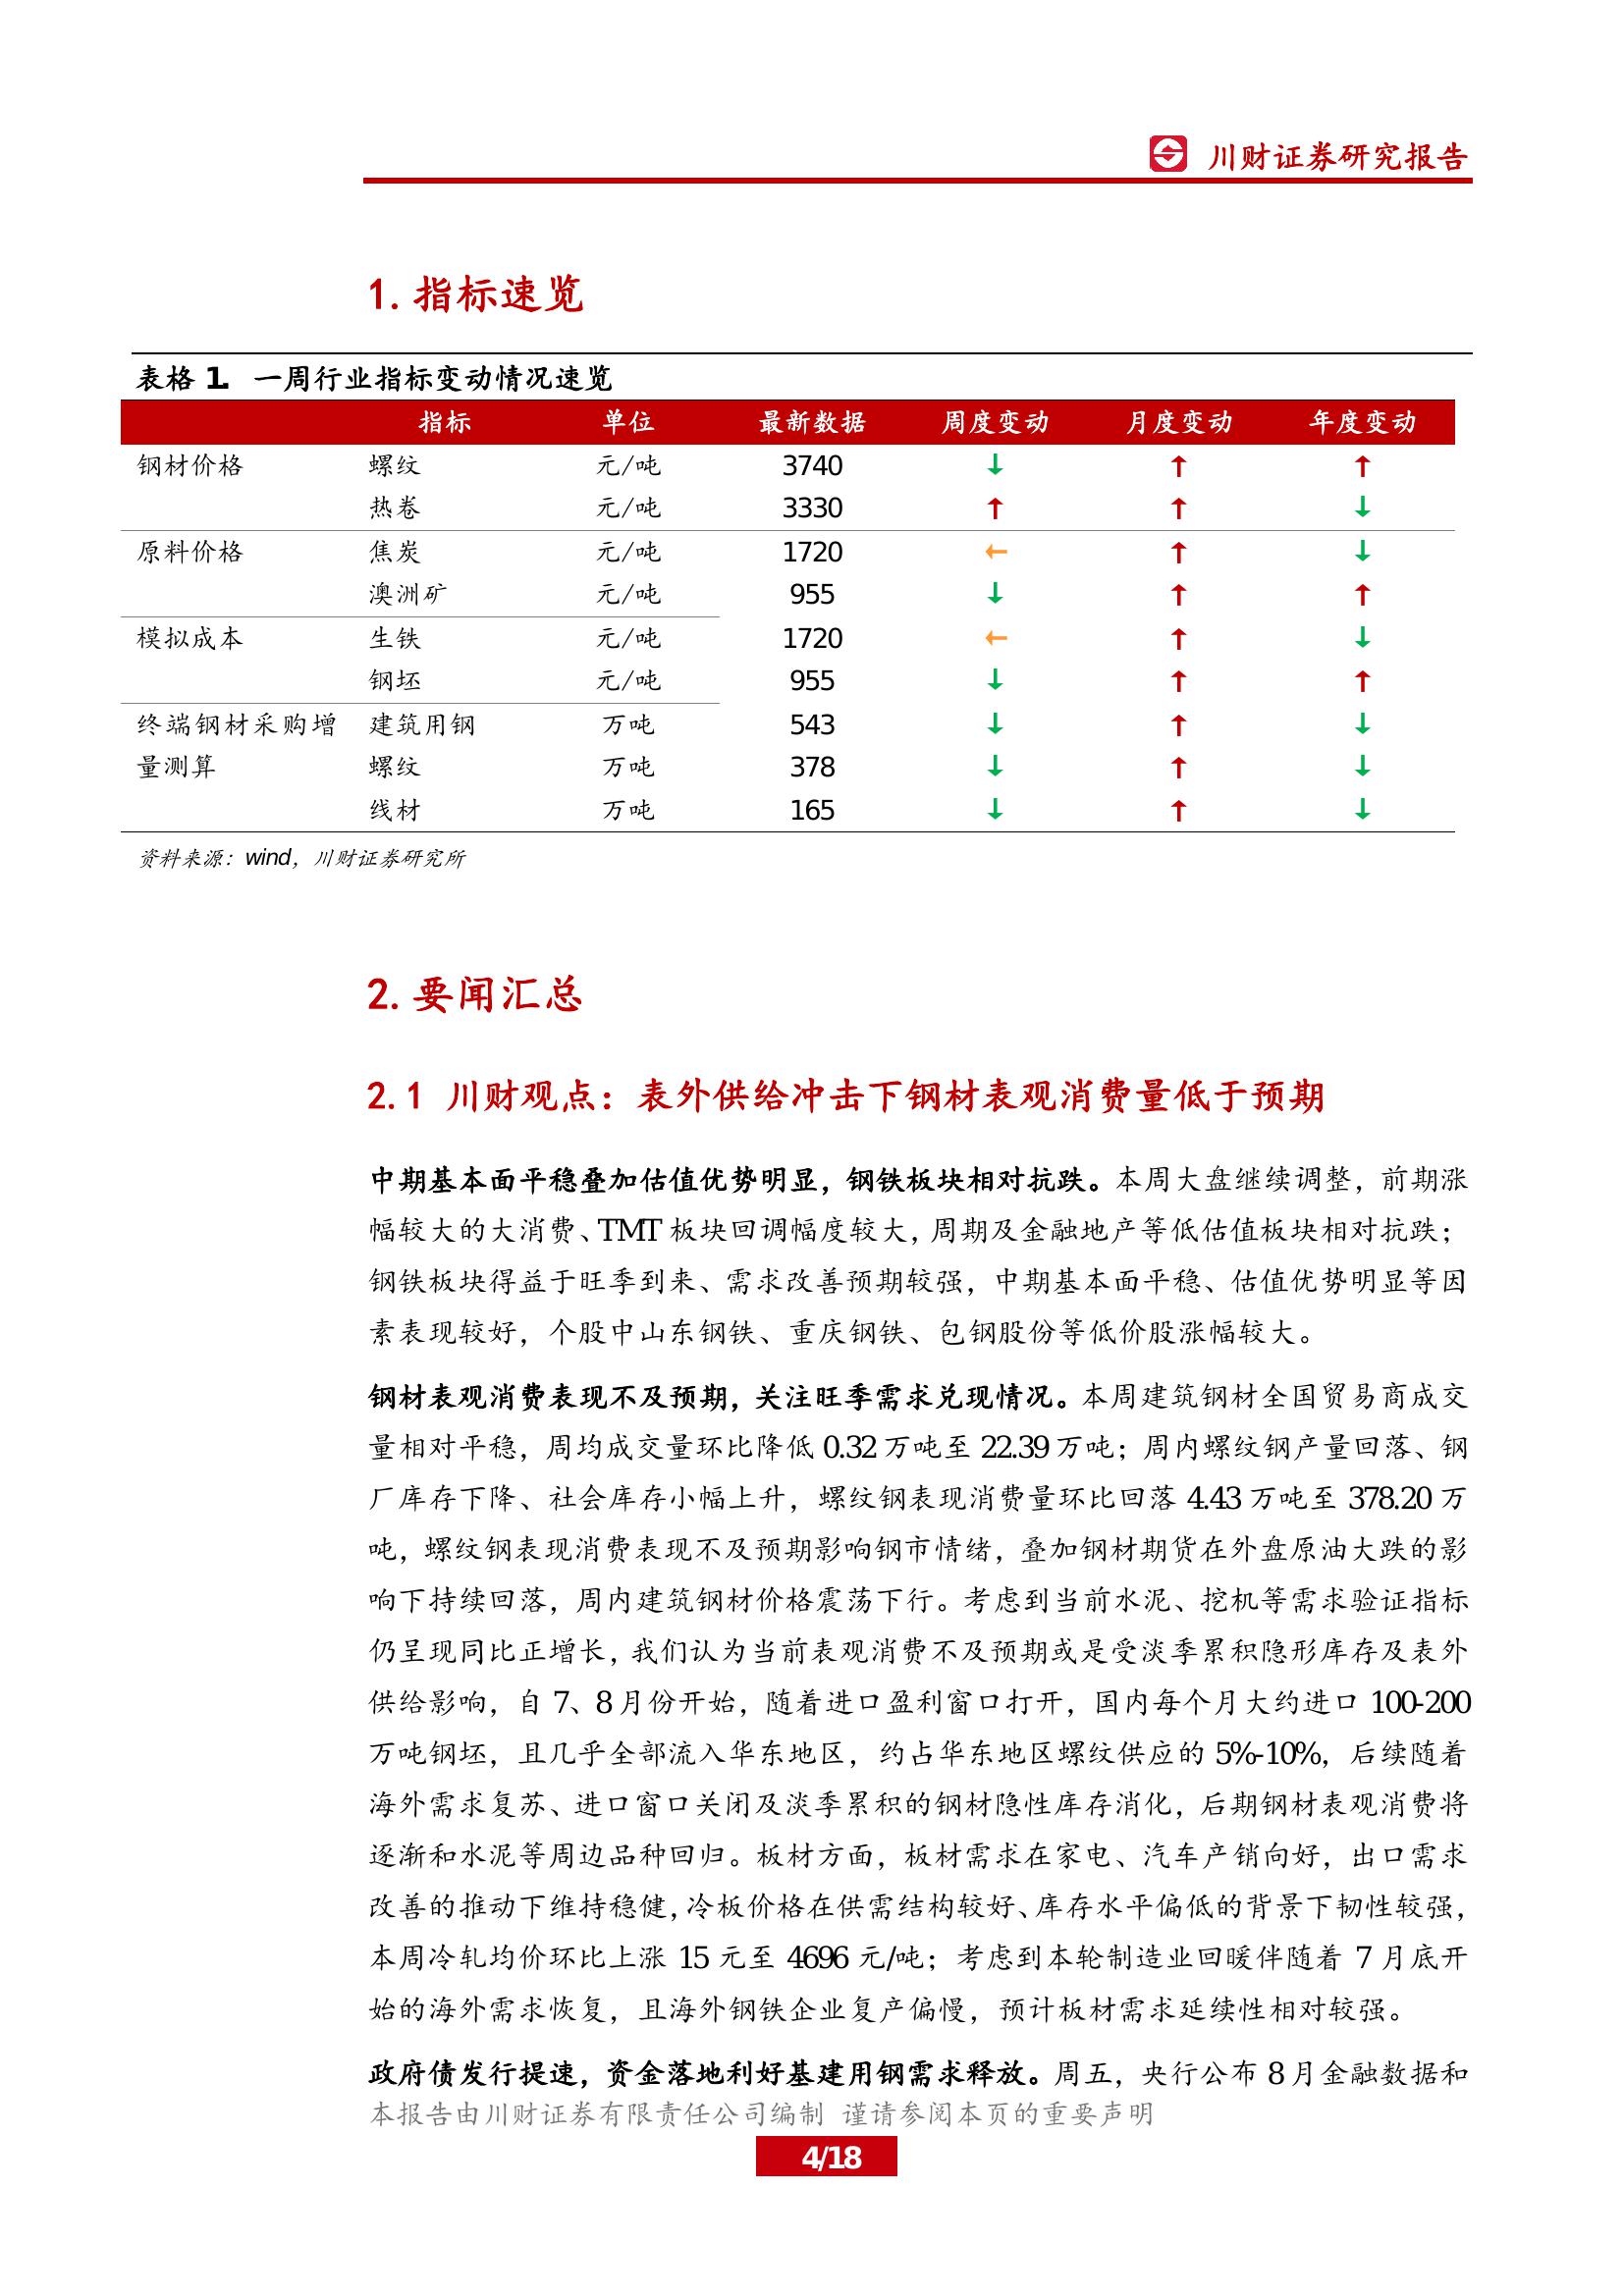 川财证券研究报告
1. 指标速览
表格 1. 一周行业指标变动情况速览
指标 单位 最新数据 周度变动 月度变动 年度变动
钢材价格 螺纹 元/吨 3740 ↓ ↑ ↑
热卷 元/吨 3330 ↑ ↑ ↓
原料价格 焦炭 元/吨 1720 ← ↑ ↓
澳洲矿 元/吨 955 ↓ ↑ ↑
模拟成本 生铁 元/吨 1720 ← ↑ ↓
钢坯 元/吨 955 ↓ ↑ ↑
终端钢材采购增 建筑用钢 万吨 543 ↓ ↑ ↓
量测算 螺纹 万吨 378 ↓ ↑ ↓
线材 万吨 165 ↓ ↑ ↓
资料来源：wind，川财证券研究所
2. 要闻汇总
2.1 川财观点：表外供给冲击下钢材表观消费量低于预期
中期基本面平稳叠加估值优势明显，钢铁板块相对抗跌。本周大盘继续调整，前期涨
幅较大的大消费、TMT 板块回调幅度较大，周期及金融地产等低估值板块相对抗跌；
钢铁板块得益于旺季到来、需求改善预期较强，中期基本面平稳、估值优势明显等因
素表现较好，个股中山东钢铁、重庆钢铁、包钢股份等低价股涨幅较大。
钢材表观消费表现不及预期，关注旺季需求兑现情况。本周建筑钢材全国贸易商成交
量相对平稳，周均成交量环比降低 0.32 万吨至 22.39 万吨；周内螺纹钢产量回落、钢
厂库存下降、社会库存小幅上升，螺纹钢表现消费量环比回落 4.43 万吨至 378.20 万
吨，螺纹钢表现消费表现不及预期影响钢市情绪，叠加钢材期货在外盘原油大跌的影
响下持续回落，周内建筑钢材价格震荡下行。考虑到当前水泥、挖机等需求验证指标
仍呈现同比正增长，我们认为当前表观消费不及预期或是受淡季累积隐形库存及表外
供给影响，自 7、8 月份开始，随着进口盈利窗口打开，国内每个月大约进口 100-200
万吨钢坯，且几乎全部流入华东地区，约占华东地区螺纹供应的 5%-10%，后续随着
海外需求复苏、进口窗口关闭及淡季累积的钢材隐性库存消化，后期钢材表观消费将
逐渐和水泥等周边品种回归。板材方面，板材需求在家电、汽车产销向好，出口需求
改善的推动下维持稳健，冷板价格在供需结构较好、库存水平偏低的背景下韧性较强，
本周冷轧均价环比上涨 15 元至 4696 元/吨；考虑到本轮制造业回暖伴随着 7 月底开
始的海外需求恢复，且海外钢铁企业复产偏慢，预计板材需求延续性相对较强。
政府债发行提速，资金落地利好基建用钢需求释放。周五，央行公布 8 月金融数据和
本报告由川财证券有限责任公司编制 谨请参阅本页的重要声明
4/18